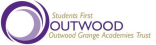 Students First
OUTWOOD
Outwood Grange Academies Trust